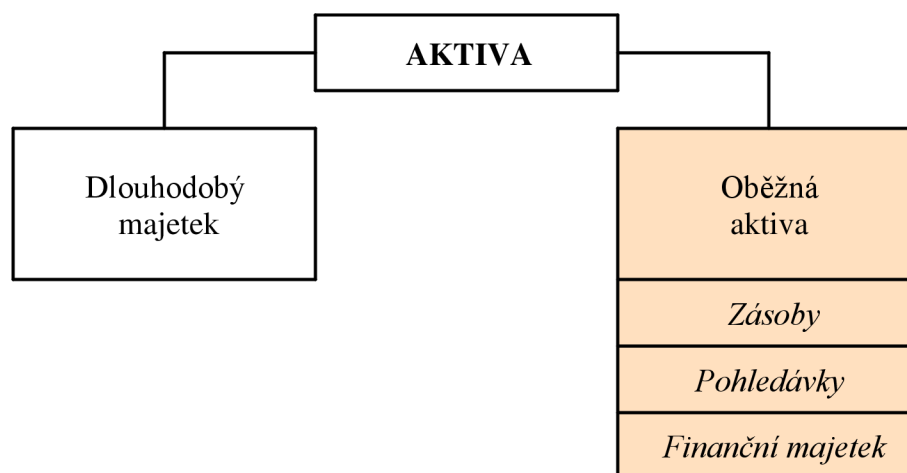 AKTIVA
Dlouhodobý
majetek
Oběžná
aktiva
Zásoby
Pohledávky
Finanční majetek